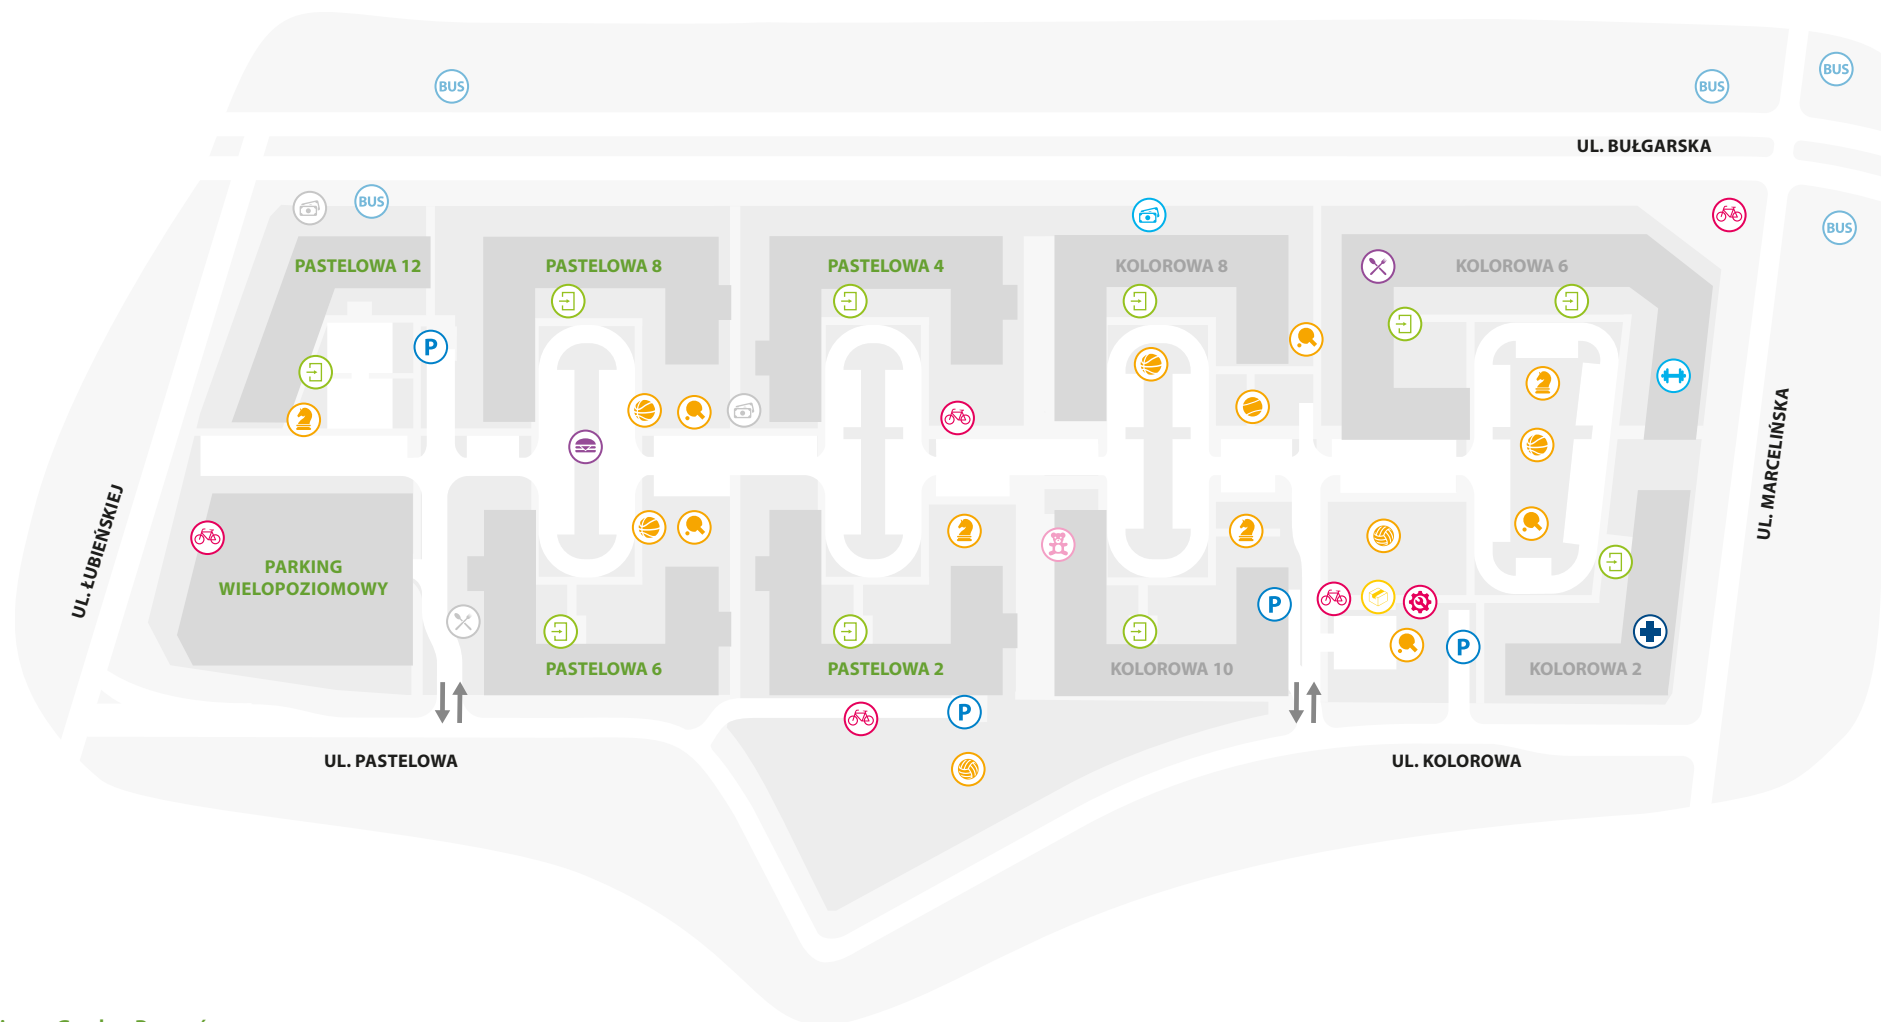 BUS
BUS
BUS
UL. BUŁGARSKA
BUS
BUS
PASTELOWA 12
PASTELOWA 8
PASTELOWA 4
KOLOROWA 8
KOLOROWA 6
P
UL. MARCELIŃSKA
UL. ŁUBIEŃSKIEJ
PARKING
WIELOPOZIOMOWY
P
P
PASTELOWA 6
PASTELOWA 2
KOLOROWA 10
KOLOROWA 2
P
UL. PASTELOWA
UL. KOLOROWA